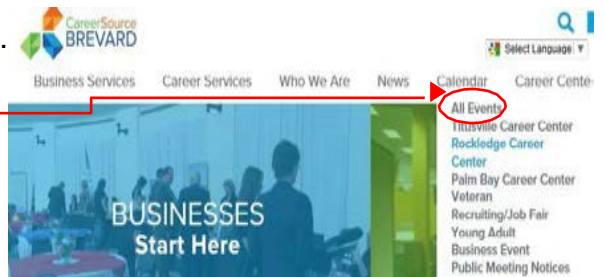 CareerSource
BREVARD
.
Select Language ▼
Business Services Career Services Who We Are News Calendar Career Cente
All Events
Titusville Career Center
Rockledge Career
Center
Palm Bay Career Center
Veteran
Recruiting/Job Fair
Young Adult
Business Event
Public Meeting Notices
BUSINESSES
Start Here